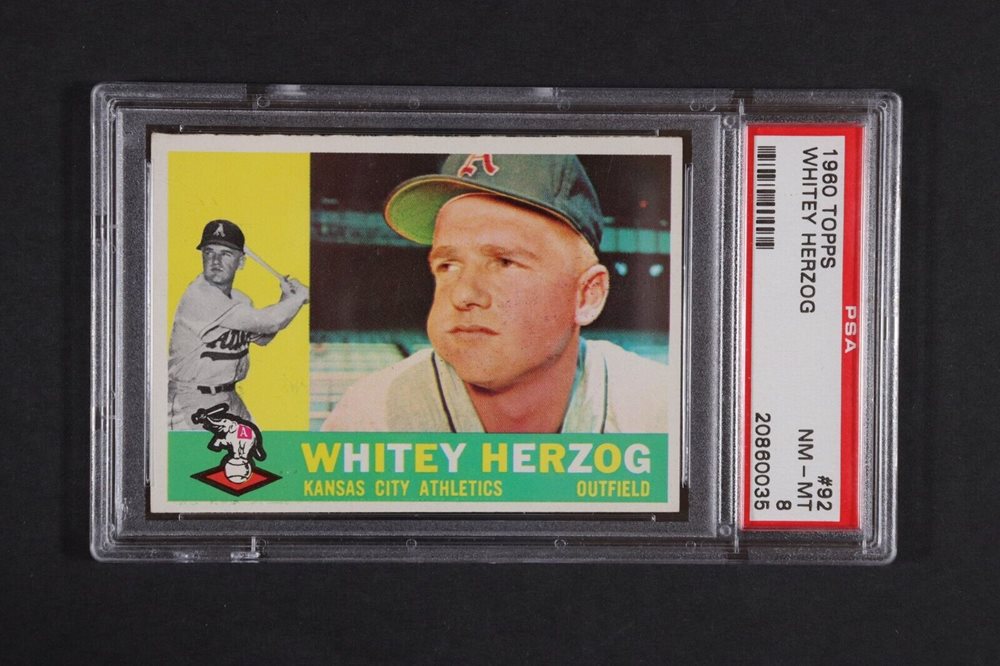 A
A
A
WHITEY HERZOG
KANSAS CITY ATHLETICS OUTFIELD
1960 TOPPS #92
WHITEY HERZOG NM - MT
8
20860035
PSA